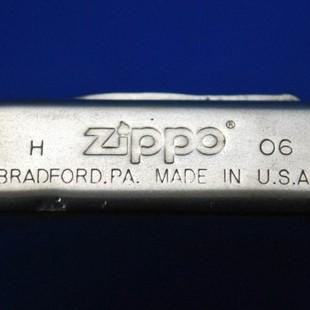 H zippo® 06
BRADFORD.PA. MADE IN U.S.A